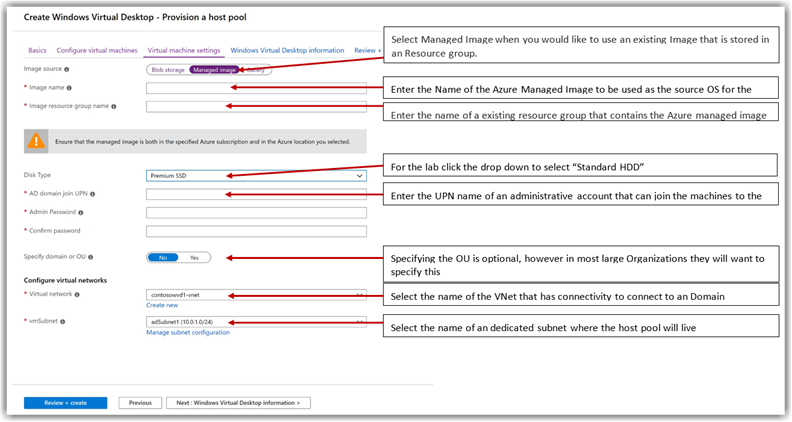 Create Windows Virtual Desktop - Provision a host pool
Basics Configure virtual machines Virtual machine settings Windows Virtual Desktop information Review +
Select Managed Image when you would like to use an existing Image that is stored in
an Resource group.
Image source
Blob storage Managed image Gallery
* Image name
Enter the Name of the Azure Managed Image to be used as the source OS for the
* Image resource group name
Enter the name of a existing resource group that contains the Azure managed image
Ensure that the managed image is both in the specified Azure subscription and in the Azure location you selected.
For the lab click the drop down to select “Standard HDD”
Disk Type
Premium SSD
* AD domain join UPN
Enter the UPN name of an administrative account that can join the machines to the
* Admin Password
* Confirm password
Specify domain or OU
No Yes
Specifying the OU is optional, however in most large Organizations they will want to
specify this
Configure virtual networks
* Virtual network
contosowvd1-vnet
Select the name of the VNet that has connectivity to connect to an Domain
Create new
* vmSubnet
adSubnet1 (10.0.1.0/24)
Select the name of an dedicated subnet where the host pool will live
Manage subnet configuration
Review + create Previous Next : Windows Virtual Desktop information >